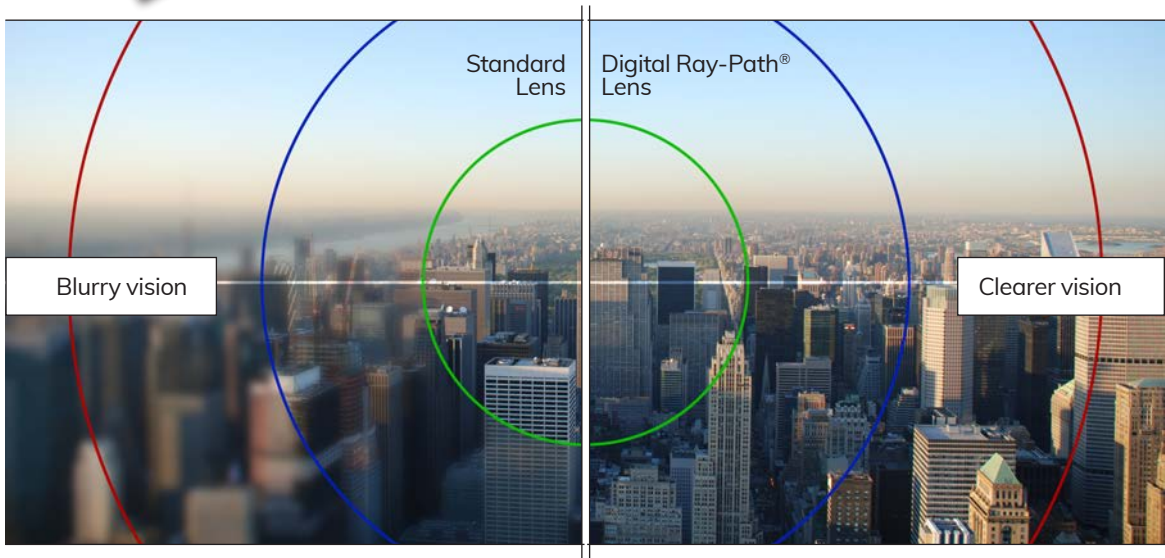 Standard
Lens
Digital Ray-Path®
Lens
Blurry vision
Clearer vision